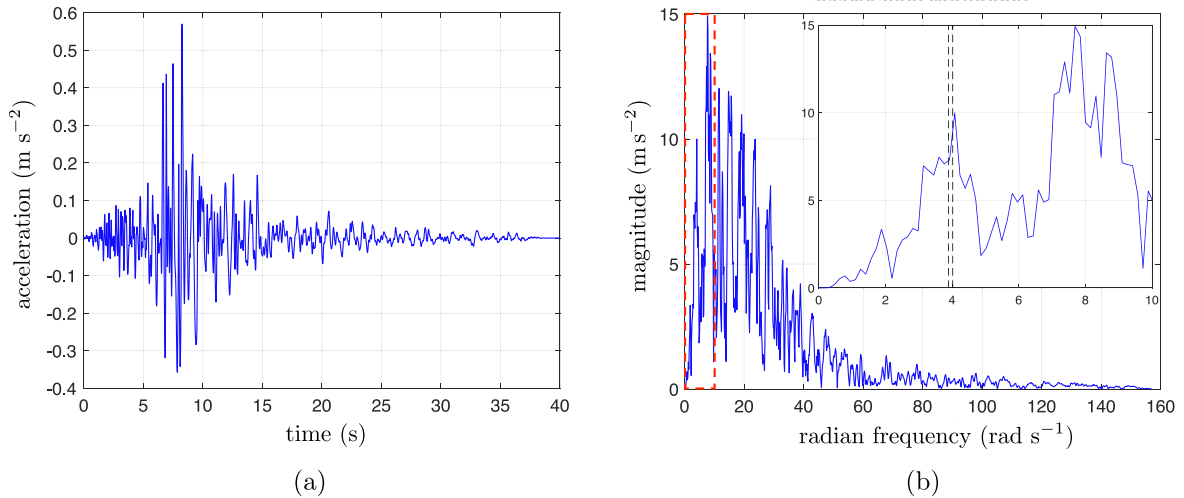 0.6
0.5
0.4
0.3
0.2
0.1
0
-0.1
-0.2
-0.3
-0.4
acceleration (m s−2)
0 5 10 15 20 25 30 35 40
time (s)
(a)
15
10
5
0
magnitude (m s−2)
15
10
5
0
0 2 4 6 8 10
0 20 40 60 80 100 120 140 160
radian frequency (rad s−1)
(b)